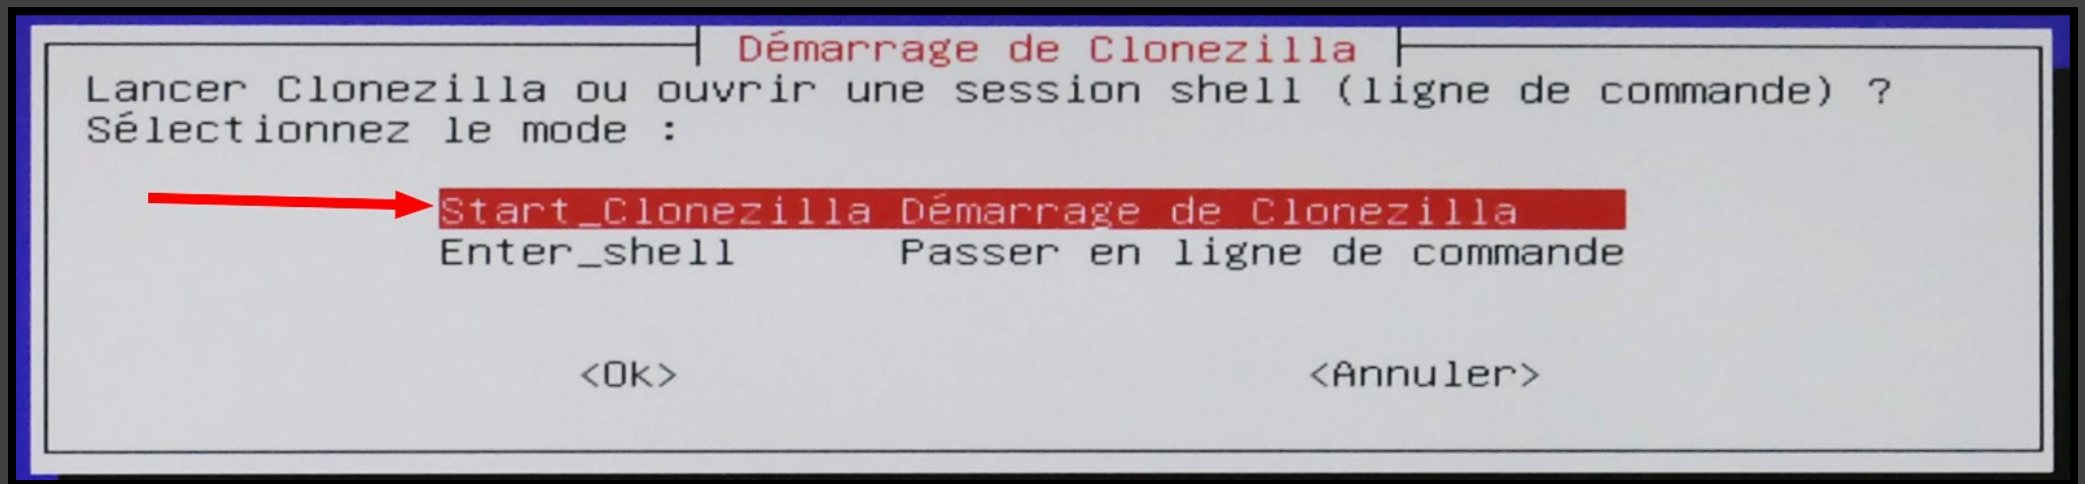 Démarrage de Clonezilla
Lancer Clonezilla ou ouvrir une session shell (ligne de commande) ?
Sélectionnez le mode :
Start_Clonezilla Démarrage de Clonezilla
Enter_shell Passer en ligne de commande
<Ok> <Annuler>